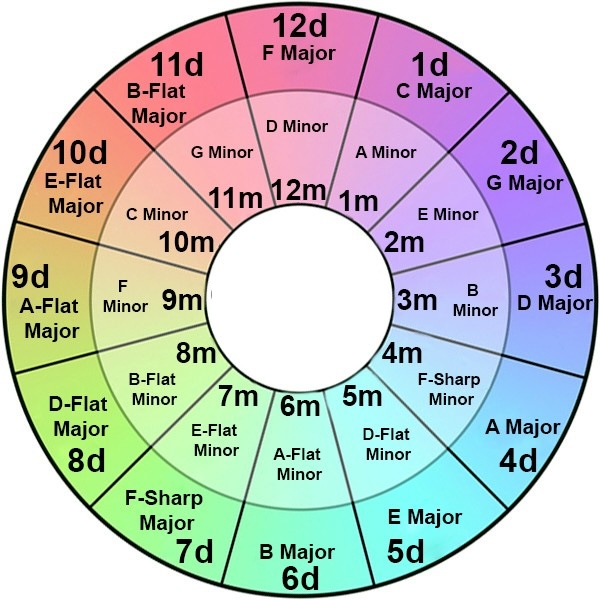 12d
F Major
1d
C Major
2d
G Major
3d
D Major
A Major
4d
E Major
5d
B Major
6d
F-Sharp
Major
7d
D-Flat
Major
8d
9d
A-Flat
Major
10d
E-Flat
Major
11d
B-Flat
Major
D Minor
12m
A Minor
1m
E Minor
2m
3m
B
Minor
4m
F-Sharp
Minor
5m
D-Flat
Minor
6m
A-Flat
Minor
7m
E-Flat
Minor
8m
B-Flat
Minor
F
Minor
9m
C Minor
10m
G Minor
11m